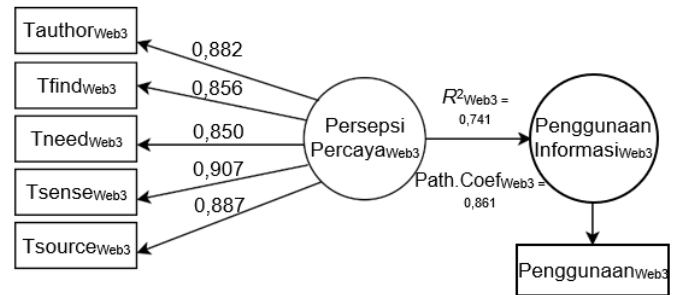 TauthorWeb3
TfindWeb3
TneedWeb3
TsenseWeb3
TsourceWeb3
0,882
0,856
0,850
0,907
0,887
Persepsi
PercayaWeb3
R²Web3 =
0,741
Path.CoefWeb3 =
0,861
Penggunaan
InformasiWeb3
PenggunaanWeb3